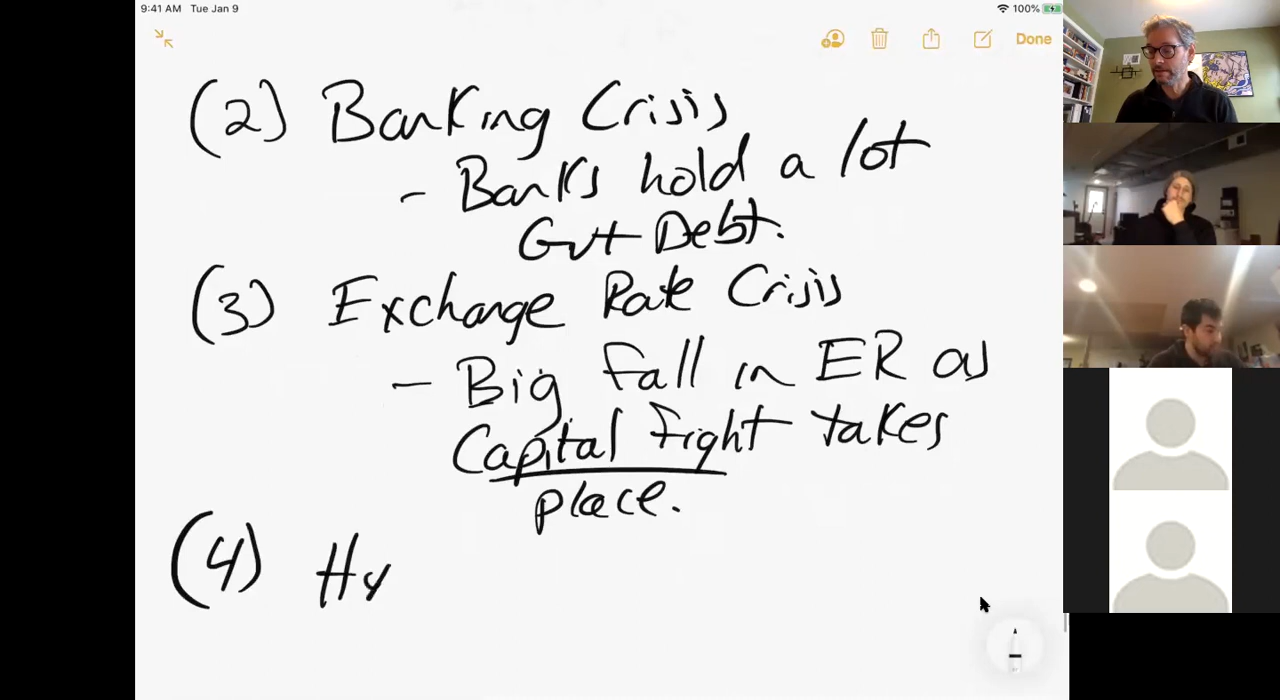 9:41 AM Tue Jan 9
100%
Done
(2) Banking Crisis
- Banks hold a lot
Gvt Debt.
(3) Exchange Rate Crisis
- Big fall in ER as
Capital flight takes
place.
(4) Hy